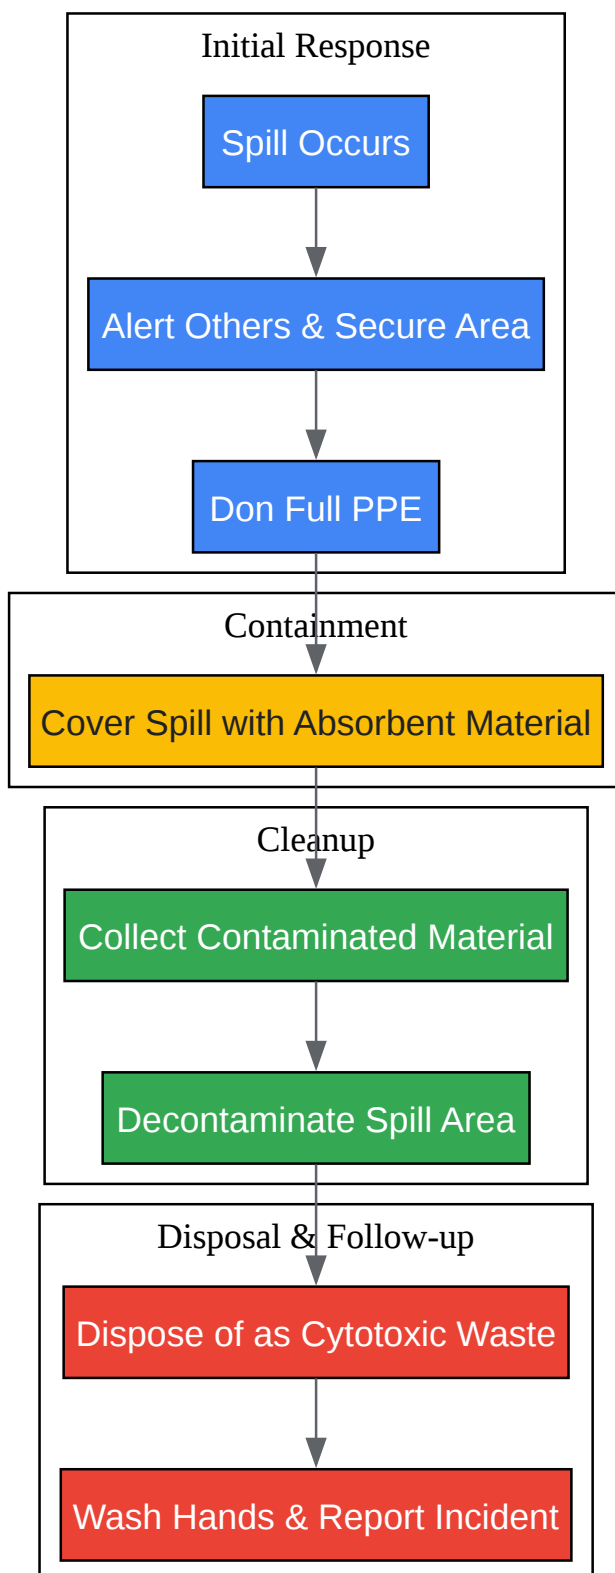 Initial Response
Spill Occurs
Alert Others & Secure Area
Don Full PPE
Containment
Cover Spill with Absorbent Material
Cleanup
Collect Contaminated Material
Decontaminate Spill Area
Disposal & Follow-up
Dispose of as Cytotoxic Waste
Wash Hands & Report Incident